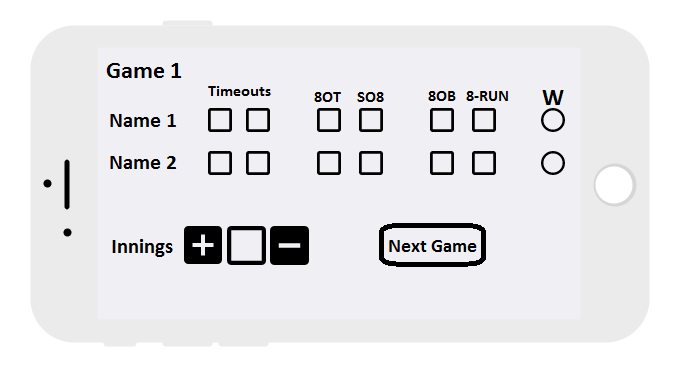 Game 1
Timeouts 8OT SO8 8OB 8-RUN W
Name 1
Name 2
Innings + − Next Game